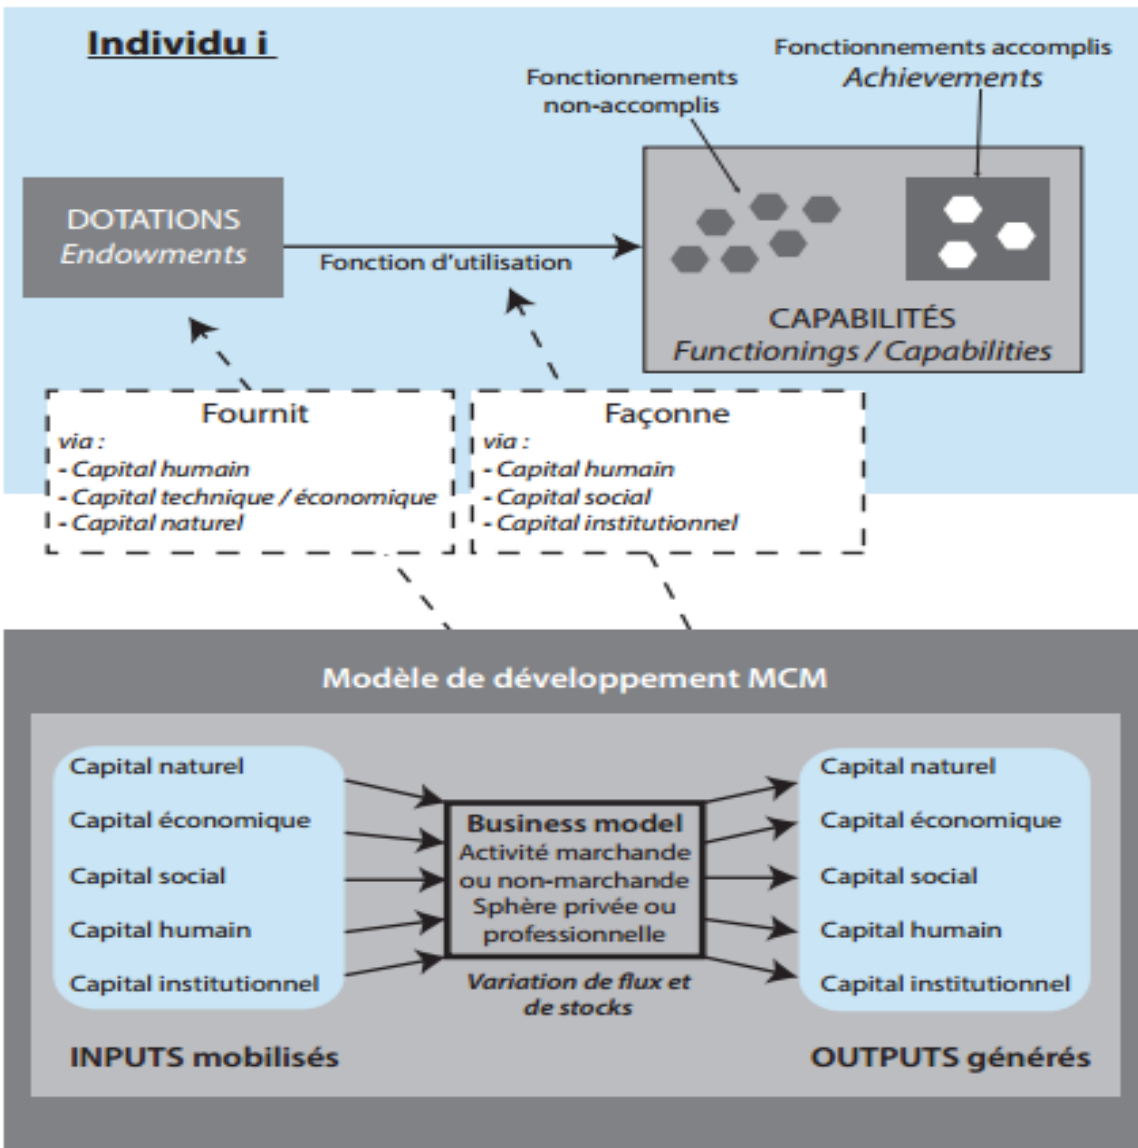 Individu i
Fonctionnements accomplis
Achievements
Fonctionnements
non-accomplis
DOTATIONS
Endowments
Fonction d'utilisation
CAPABILITÉS
Functionings / Capabilities
Fournit
via :
- Capital humain
- Capital technique / économique
- Capital naturel
Façonne
via :
- Capital humain
- Capital social
- Capital institutionnel
Modèle de développement MCM
Capital naturel
Capital économique
Capital social
Capital humain
Capital institutionnel
INPUTS mobilisés
Business model
Activité marchande
ou non-marchande
Sphère privée ou
professionnelle
Variation de flux et
de stocks
Capital naturel
Capital économique
Capital social
Capital humain
Capital institutionnel
OUTPUTS générés